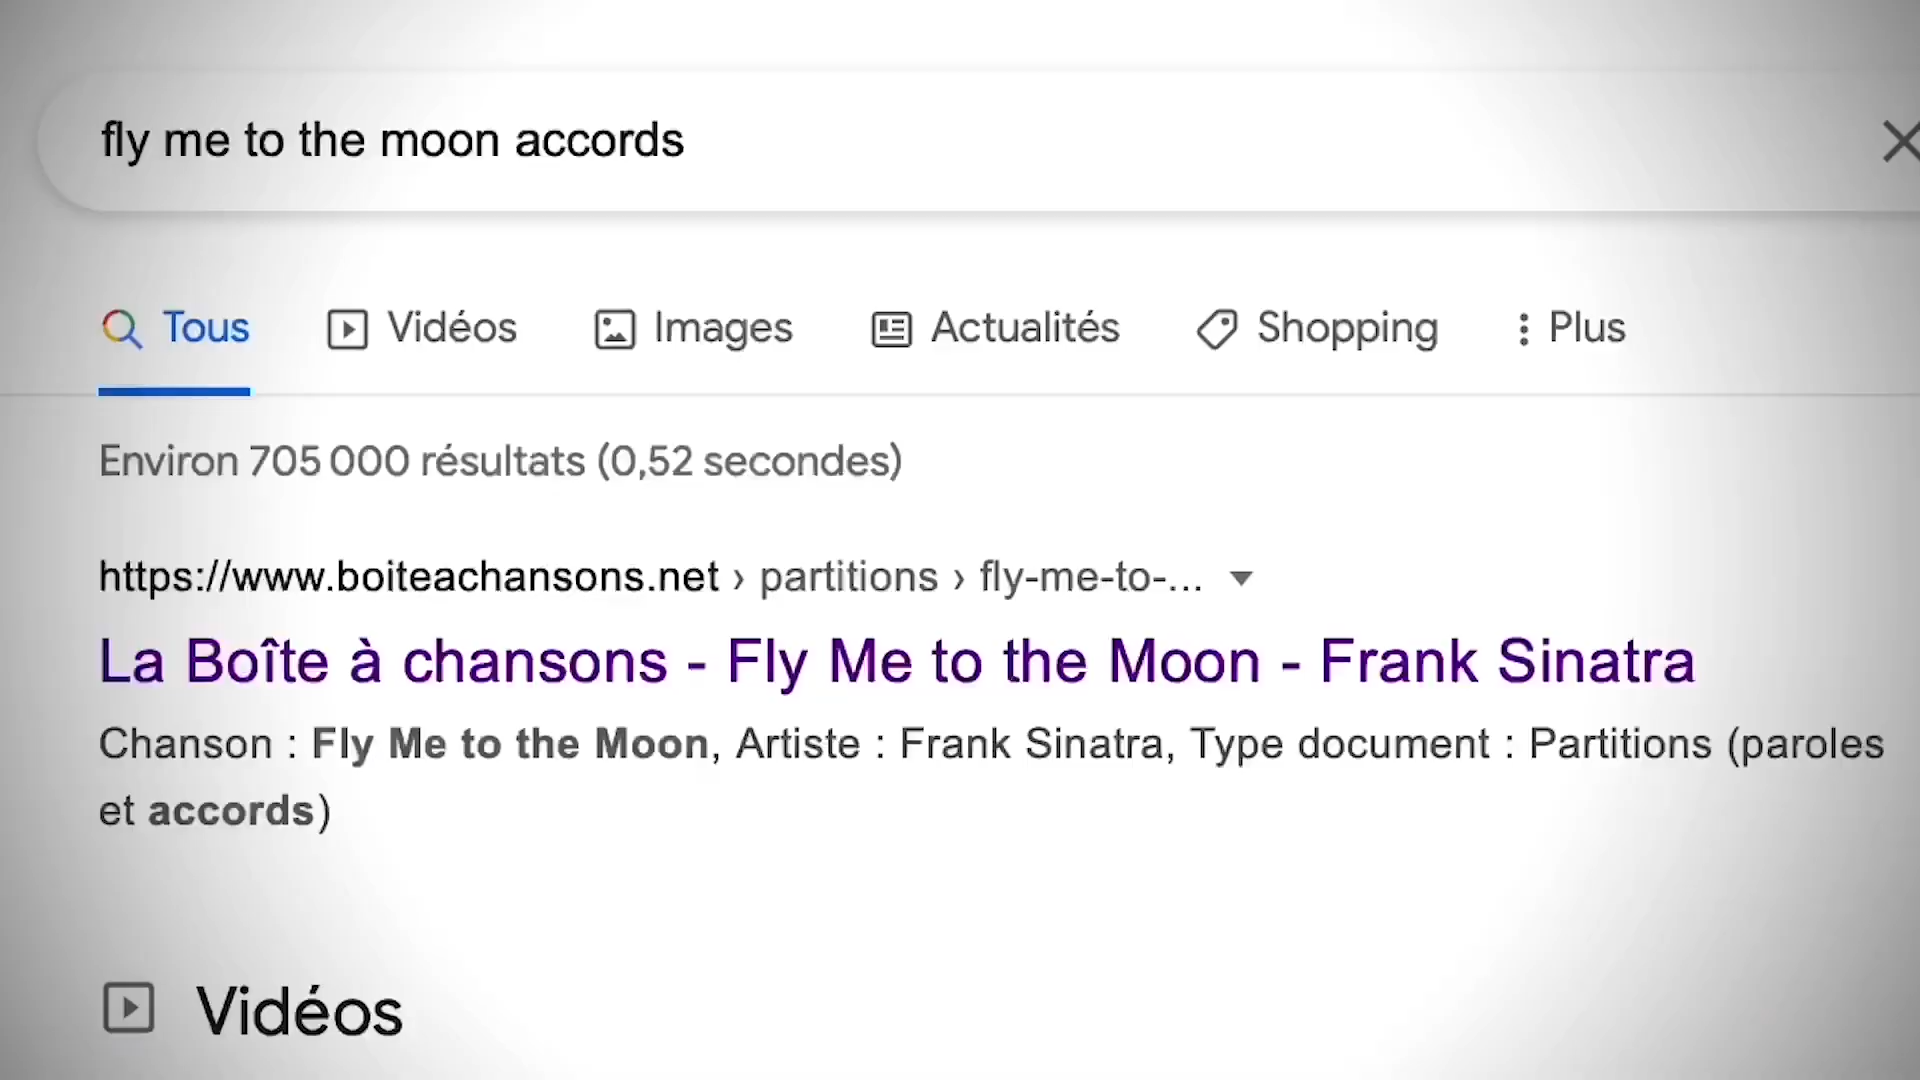 fly me to the moon accords
Tous Vidéos Images Actualités Shopping Plus
Environ 705 000 résultats (0,52 secondes)
https://www.boiteachansons.net › partitions › fly-me-to-...
La Boîte à chansons - Fly Me to the Moon - Frank Sinatra
Chanson : Fly Me to the Moon, Artiste : Frank Sinatra, Type document : Partitions (paroles
et accords)
Vidéos